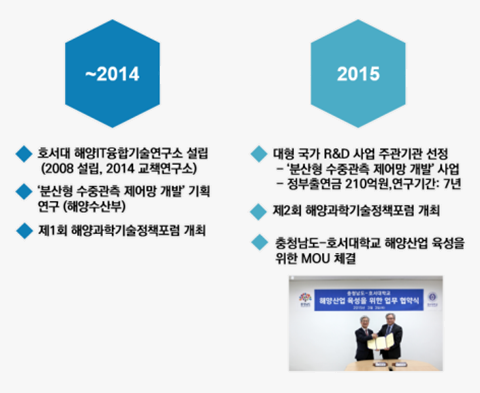 ~2014
호서대 해양IT융합기술연구소 설립
(2008 설립, 2014 교책연구소)
‘분산형 수중관측 제어망 개발’ 기획
연구 (해양수산부)
제1회 해양과학기술정책포럼 개최
2015
대형 국가 R&D 사업 주관기관 선정
– ‘분산형 수중관측 제어망 개발’ 사업
– 정부출연금 210억원,연구기간: 7년
제2회 해양과학기술정책포럼 개최
충청남도-호서대학교 해양산업 육성을
위한 MOU 체결
충청남도-호서대학교
해양산업 육성을 위한 업무 협약식